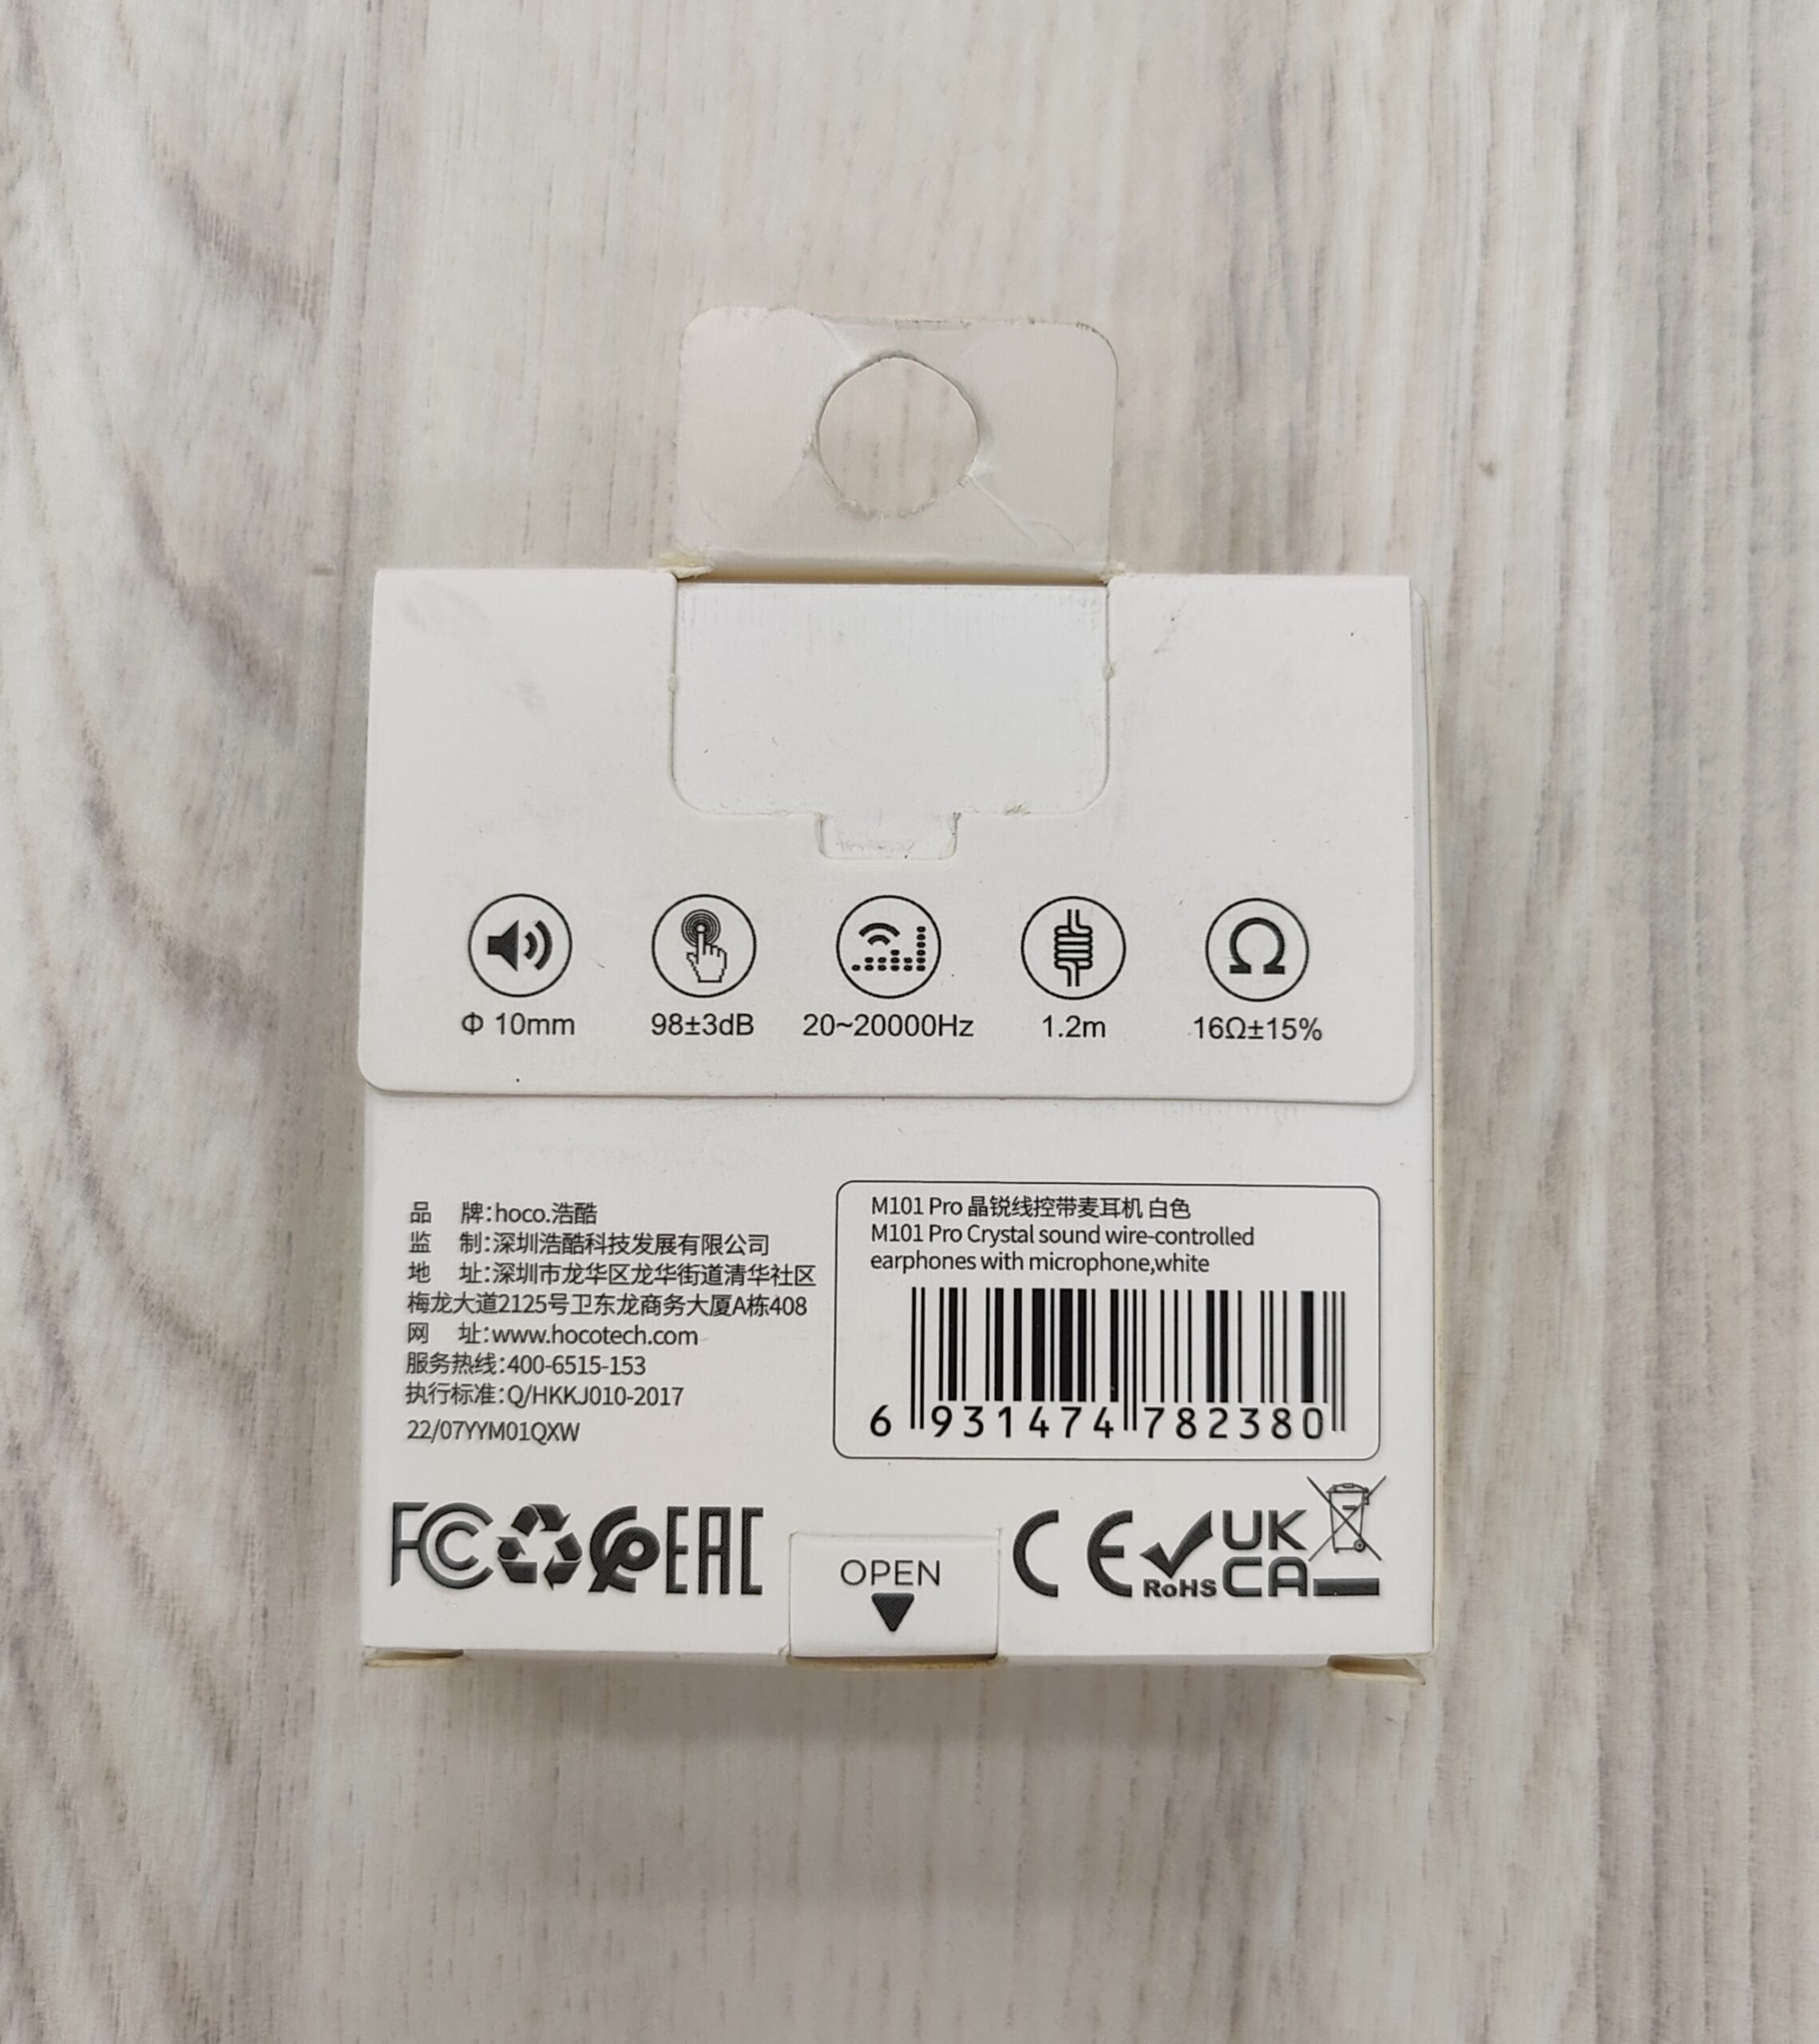 Φ 10mm
98±3dB
20~20000Hz
1.2m
16Ω±15%
品 牌:hoco.浩酷
监 制:深圳浩酷科技发展有限公司
地 址:深圳市龙华区龙华街道清华社区
梅龙大道2125号卫东龙商务大厦A栋408
网 址:www.hocotech.com
服务热线:400-6515-153
执行标准:Q/HKKJ010-2017
22/07YYM01QXW
M101 Pro 晶锐线控带麦耳机 白色
M101 Pro Crystal sound wire-controlled
earphones with microphone,white
6 931474 782380
FC
EAC
OPEN
CE
RoHS
UK
CA